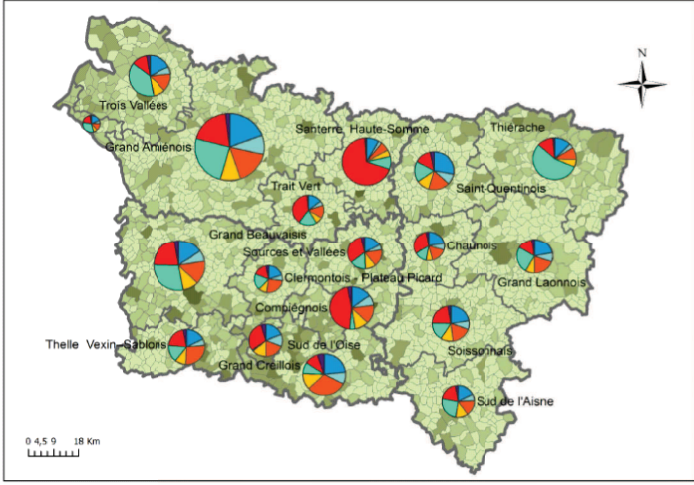 N
Trois Vallées
Santerre Haute-Somme
Thiérache
Grand Amiénois
Saint-Quentinois
Trait Vert
Grand Beauvaisis
Sources et Vallées
Chaunois
Clermontois - Plateau Picard
Grand Laonnois
Compiégnois
Thelle Vexin-Sablons
Sud de l'Oise
Soissonnais
Grand Creillois
Sud de l'Aisne
0 4,5 9 18 Km